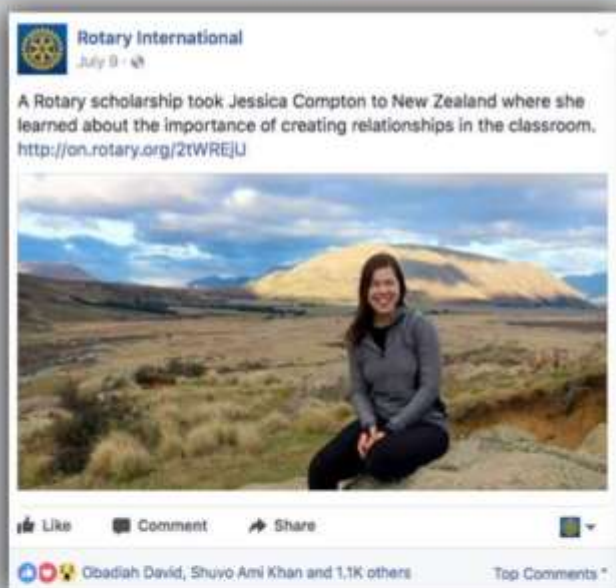 Rotary International
July 9 ·
A Rotary scholarship took Jessica Compton to New Zealand where she
learned about the importance of creating relationships in the classroom.
http://on.rotary.org/2tWREjU
Like Comment Share
Obadiah David, Shuvo Ami Khan and 1.1K others Top Comments